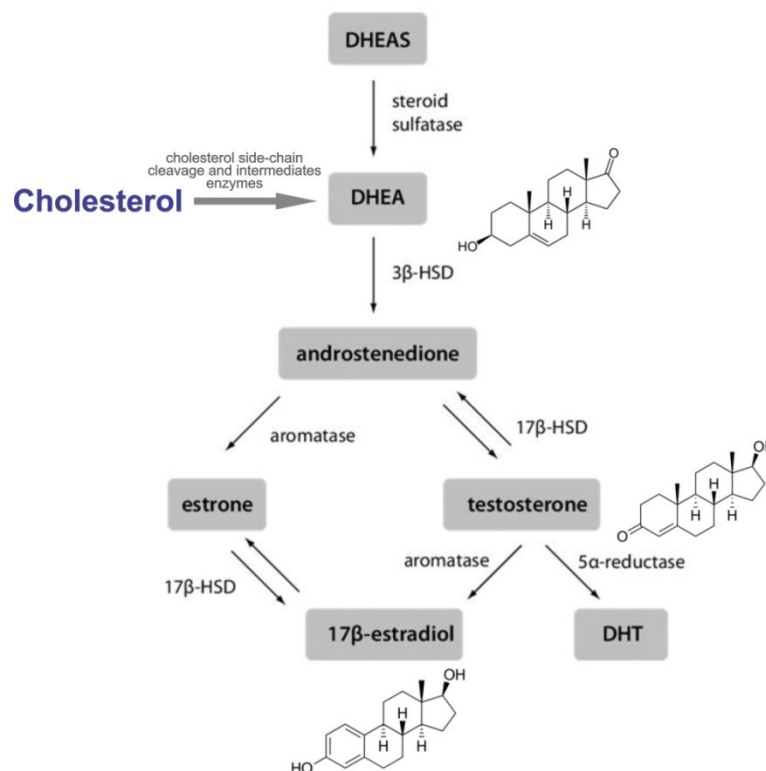 DHEAS
steroid
sulfatase
cholesterol side-chain
cleavage and intermediates
enzymes
Cholesterol
DHEA
O
H
H
H
HO
3β-HSD
androstenedione
aromatase
17β-HSD
estrone
testosterone
H
H
H
O
17β-HSD
aromatase
5α-reductase
17β-estradiol
DHT
OH
H
H
H
HO